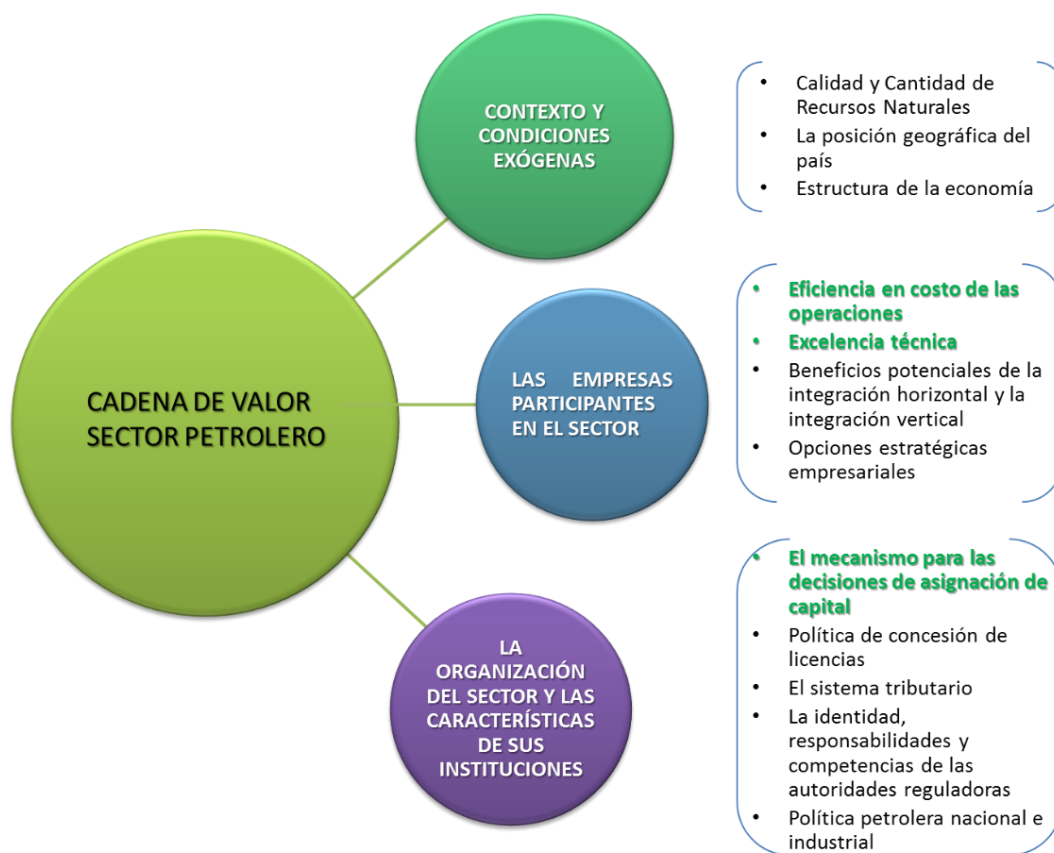 CONTEXTO Y
CONDICIONES
EXÓGENAS
• Calidad y Cantidad de
Recursos Naturales
• La posición geográfica del
país
• Estructura de la economía
CADENA DE VALOR
SECTOR PETROLERO
LAS EMPRESAS
PARTICIPANTES
EN EL SECTOR
• Eficiencia en costo de las
operaciones
• Excelencia técnica
• Beneficios potenciales de la
integración horizontal y la
integración vertical
• Opciones estratégicas
empresariales
LA
ORGANIZACIÓN
DEL SECTOR Y LAS
CARACTERÍSTÍCAS
DE SUS
INSTITUCIONES
• El mecanismo para las
decisiones de asignación de
capital
• Política de concesión de
licencias
• El sistema tributario
• La identidad,
responsabilidades y
competencias de las
autoridades reguladoras
• Política petrolera nacional e
industrial